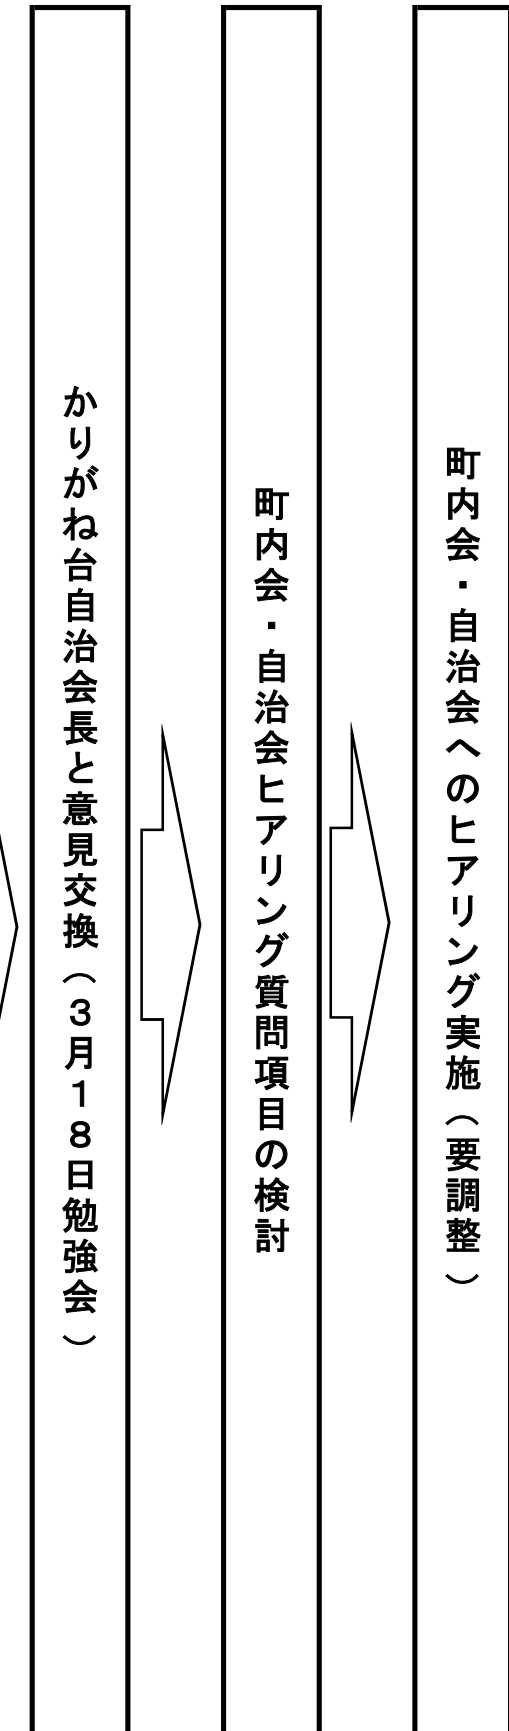 かりがね台自治会長と意見交換（３月１８日勉強会）
町内会・自治会ヒアリング質問項目の検討
町内会・自治会へのヒアリング実施（要調整）